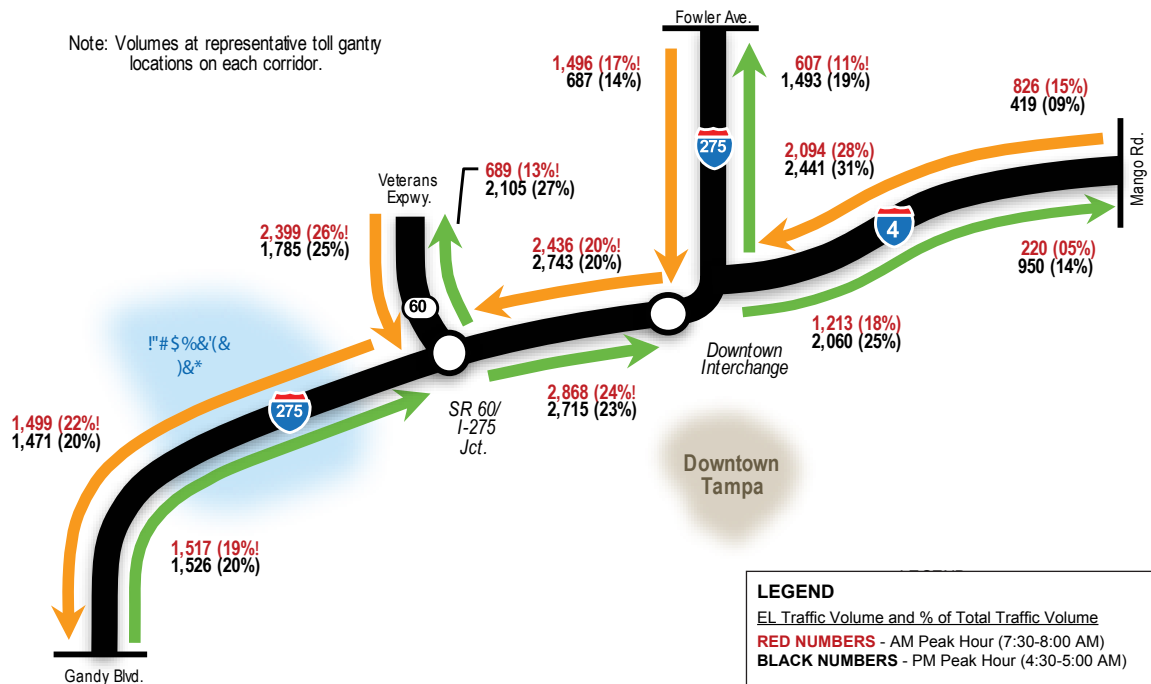 Fowler Ave.
Note: Volumes at representative toll gantry
locations on each corridor.
1,496 (17%!
687 (14%)
607 (11%!
1,493 (19%)
826 (15%)
419 (09%)
275
2,094 (28%)
2,441 (31%)
Mango Rd.
689 (13%!
2,105 (27%)
Veterans
Expwy.
4
2,399 (26%!
1,785 (25%)
2,436 (20%!
2,743 (20%)
220 (05%)
950 (14%)
60
1,213 (18%)
2,060 (25%)
!"#$%&'(&
)&*
Downtown
Interchange
275
SR 60/
I-275
Jct.
2,868 (24%!
2,715 (23%)
1,499 (22%!
1,471 (20%)
Downtown
Tampa
1,517 (19%!
1,526 (20%)
LEGEND
EL Traffic Volume and % of Total Traffic Volume
RED NUMBERS - AM Peak Hour (7:30-8:00 AM)
BLACK NUMBERS - PM Peak Hour (4:30-5:00 AM)
Gandy Blvd.